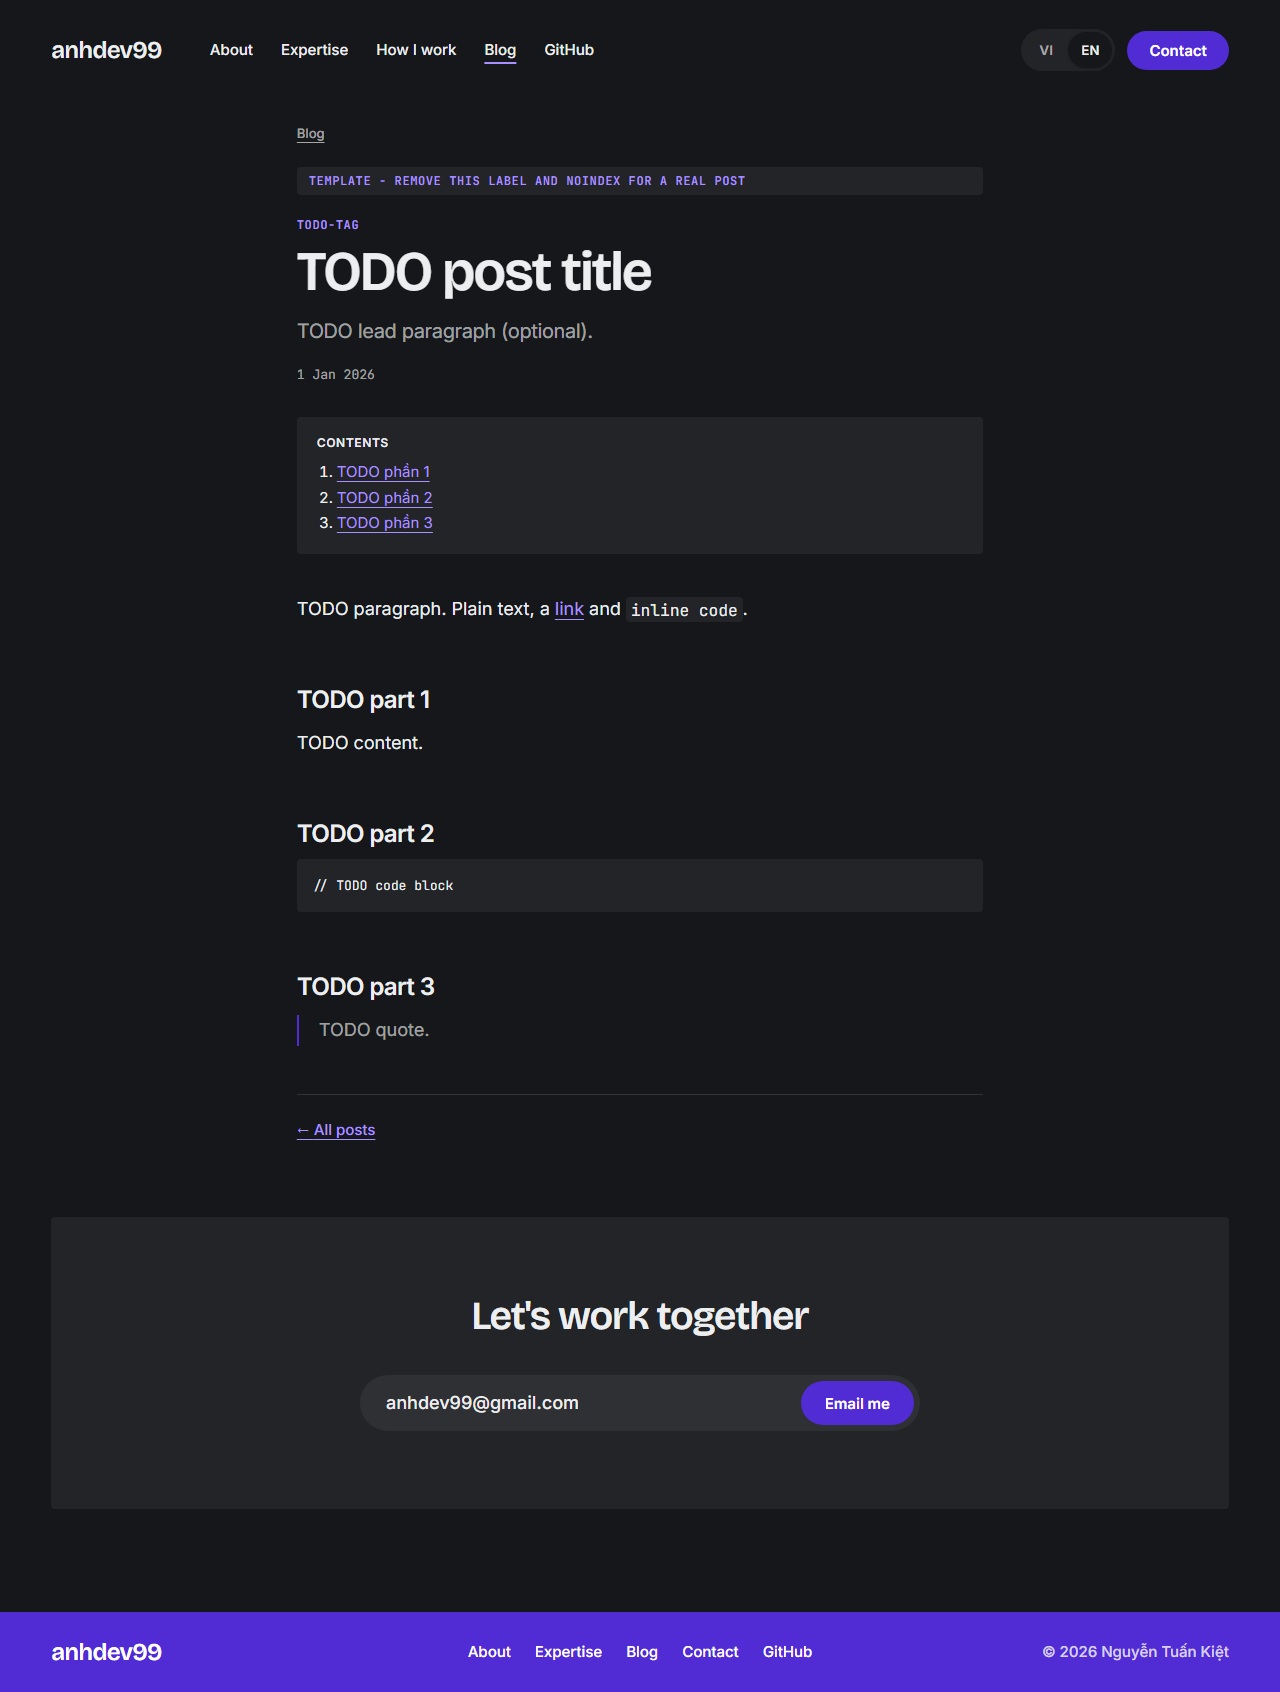 anhdev99
About
Expertise
How I work
Blog
GitHub
VI
EN
Contact
Blog
TEMPLATE - REMOVE THIS LABEL AND NOINDEX FOR A REAL POST
TODO-TAG
TODO post title
TODO lead paragraph (optional).
1 Jan 2026
CONTENTS
1. TODO phần 1
2. TODO phần 2
3. TODO phần 3
TODO paragraph. Plain text, a link and inline code.
TODO part 1
TODO content.
TODO part 2
// TODO code block
TODO part 3
TODO quote.
← All posts
Let's work together
anhdev99@gmail.com
Email me
anhdev99
About
Expertise
Blog
Contact
GitHub
© 2026 Nguyễn Tuấn Kiệt